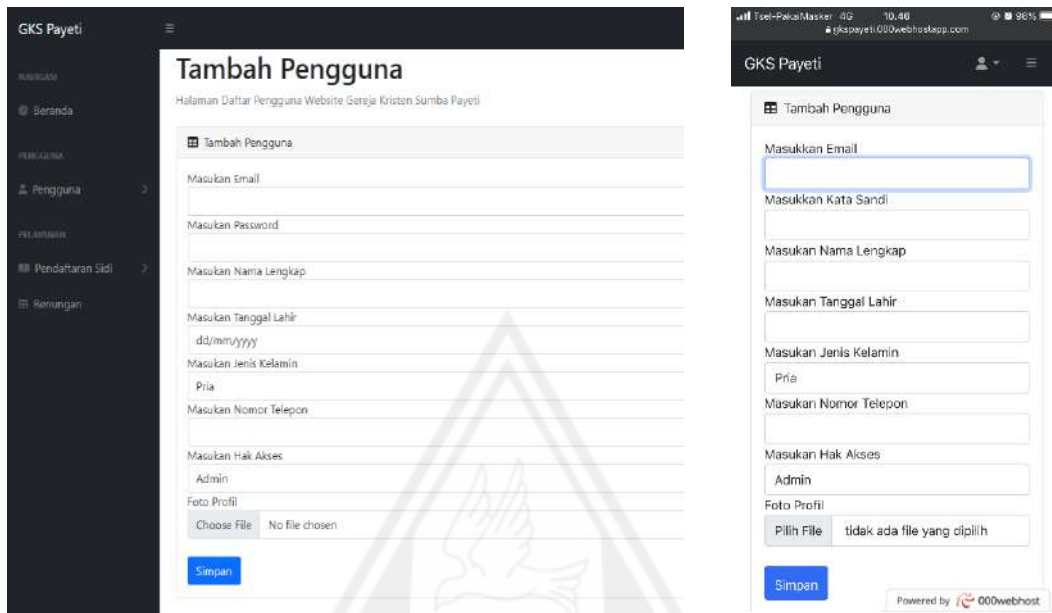 GKS Payeti
NAVIGASI
Beranda
PENGGUNA
Pengguna
PELAYANAN
Pendaftaran Sidi
Renungan
Tambah Pengguna
Halaman Daftar Pengguna Website Gereja Kristen Sumba Payeti
Tambah Pengguna
Masukan Email
Masukan Password
Masukan Nama Lengkap
Masukan Tanggal Lahir
dd/mm/yyyy
Masukan Jenis Kelamin
Pria
Masukan Nomor Telepon
Masukan Hak Akses
Admin
Foto Profil
Choose File No file chosen
Simpan
Tsel-PakaiMasker 4G 10.46 98%
gkspayeti.000webhostapp.com
GKS Payeti
Tambah Pengguna
Masukkan Email
Masukkan Kata Sandi
Masukan Nama Lengkap
Masukan Tanggal Lahir
Masukan Jenis Kelamin
Pria
Masukan Nomor Telepon
Masukan Hak Akses
Admin
Foto Profil
Pilih File tidak ada file yang dipilih
Simpan
Powered by 000webhost